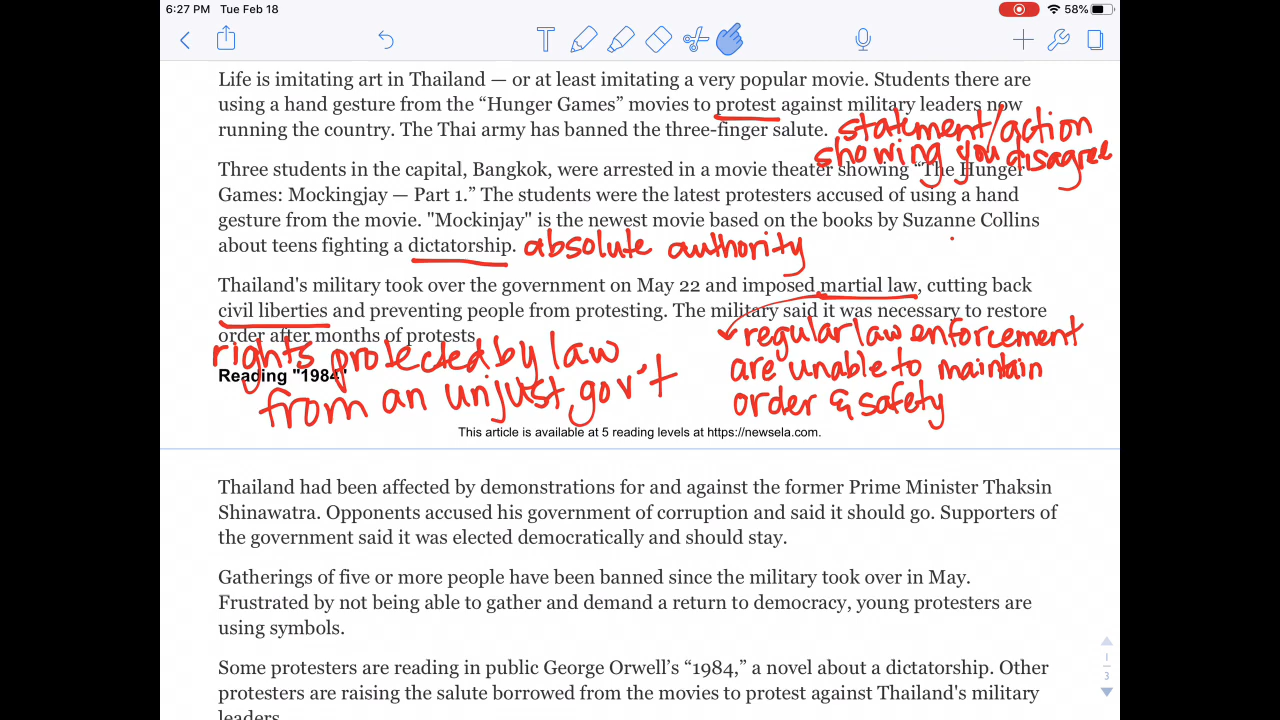 6:27 PM Tue Feb 18
58%
Life is imitating art in Thailand — or at least imitating a very popular movie. Students there are
using a hand gesture from the “Hunger Games” movies to protest against military leaders now
running the country. The Thai army has banned the three-finger salute.
statement/action
showing you disagree
Three students in the capital, Bangkok, were arrested in a movie theater showing “The Hunger
Games: Mockingjay — Part 1.” The students were the latest protesters accused of using a hand
gesture from the movie. "Mockinjay" is the newest movie based on the books by Suzanne Collins
about teens fighting a dictatorship. absolute authority
Thailand's military took over the government on May 22 and imposed martial law, cutting back
civil liberties and preventing people from protesting. The military said it was necessary to restore
order after months of protests.
regular law enforcement
are unable to maintain
order & safety
rights protected by law
from an unjust gov't
Reading "1984"
This article is available at 5 reading levels at https://newsela.com.
Thailand had been affected by demonstrations for and against the former Prime Minister Thaksin
Shinawatra. Opponents accused his government of corruption and said it should go. Supporters of
the government said it was elected democratically and should stay.
Gatherings of five or more people have been banned since the military took over in May.
Frustrated by not being able to gather and demand a return to democracy, young protesters are
using symbols.
Some protesters are reading in public George Orwell’s “1984,” a novel about a dictatorship. Other
protesters are raising the salute borrowed from the movies to protest against Thailand's military
leaders.
1
3